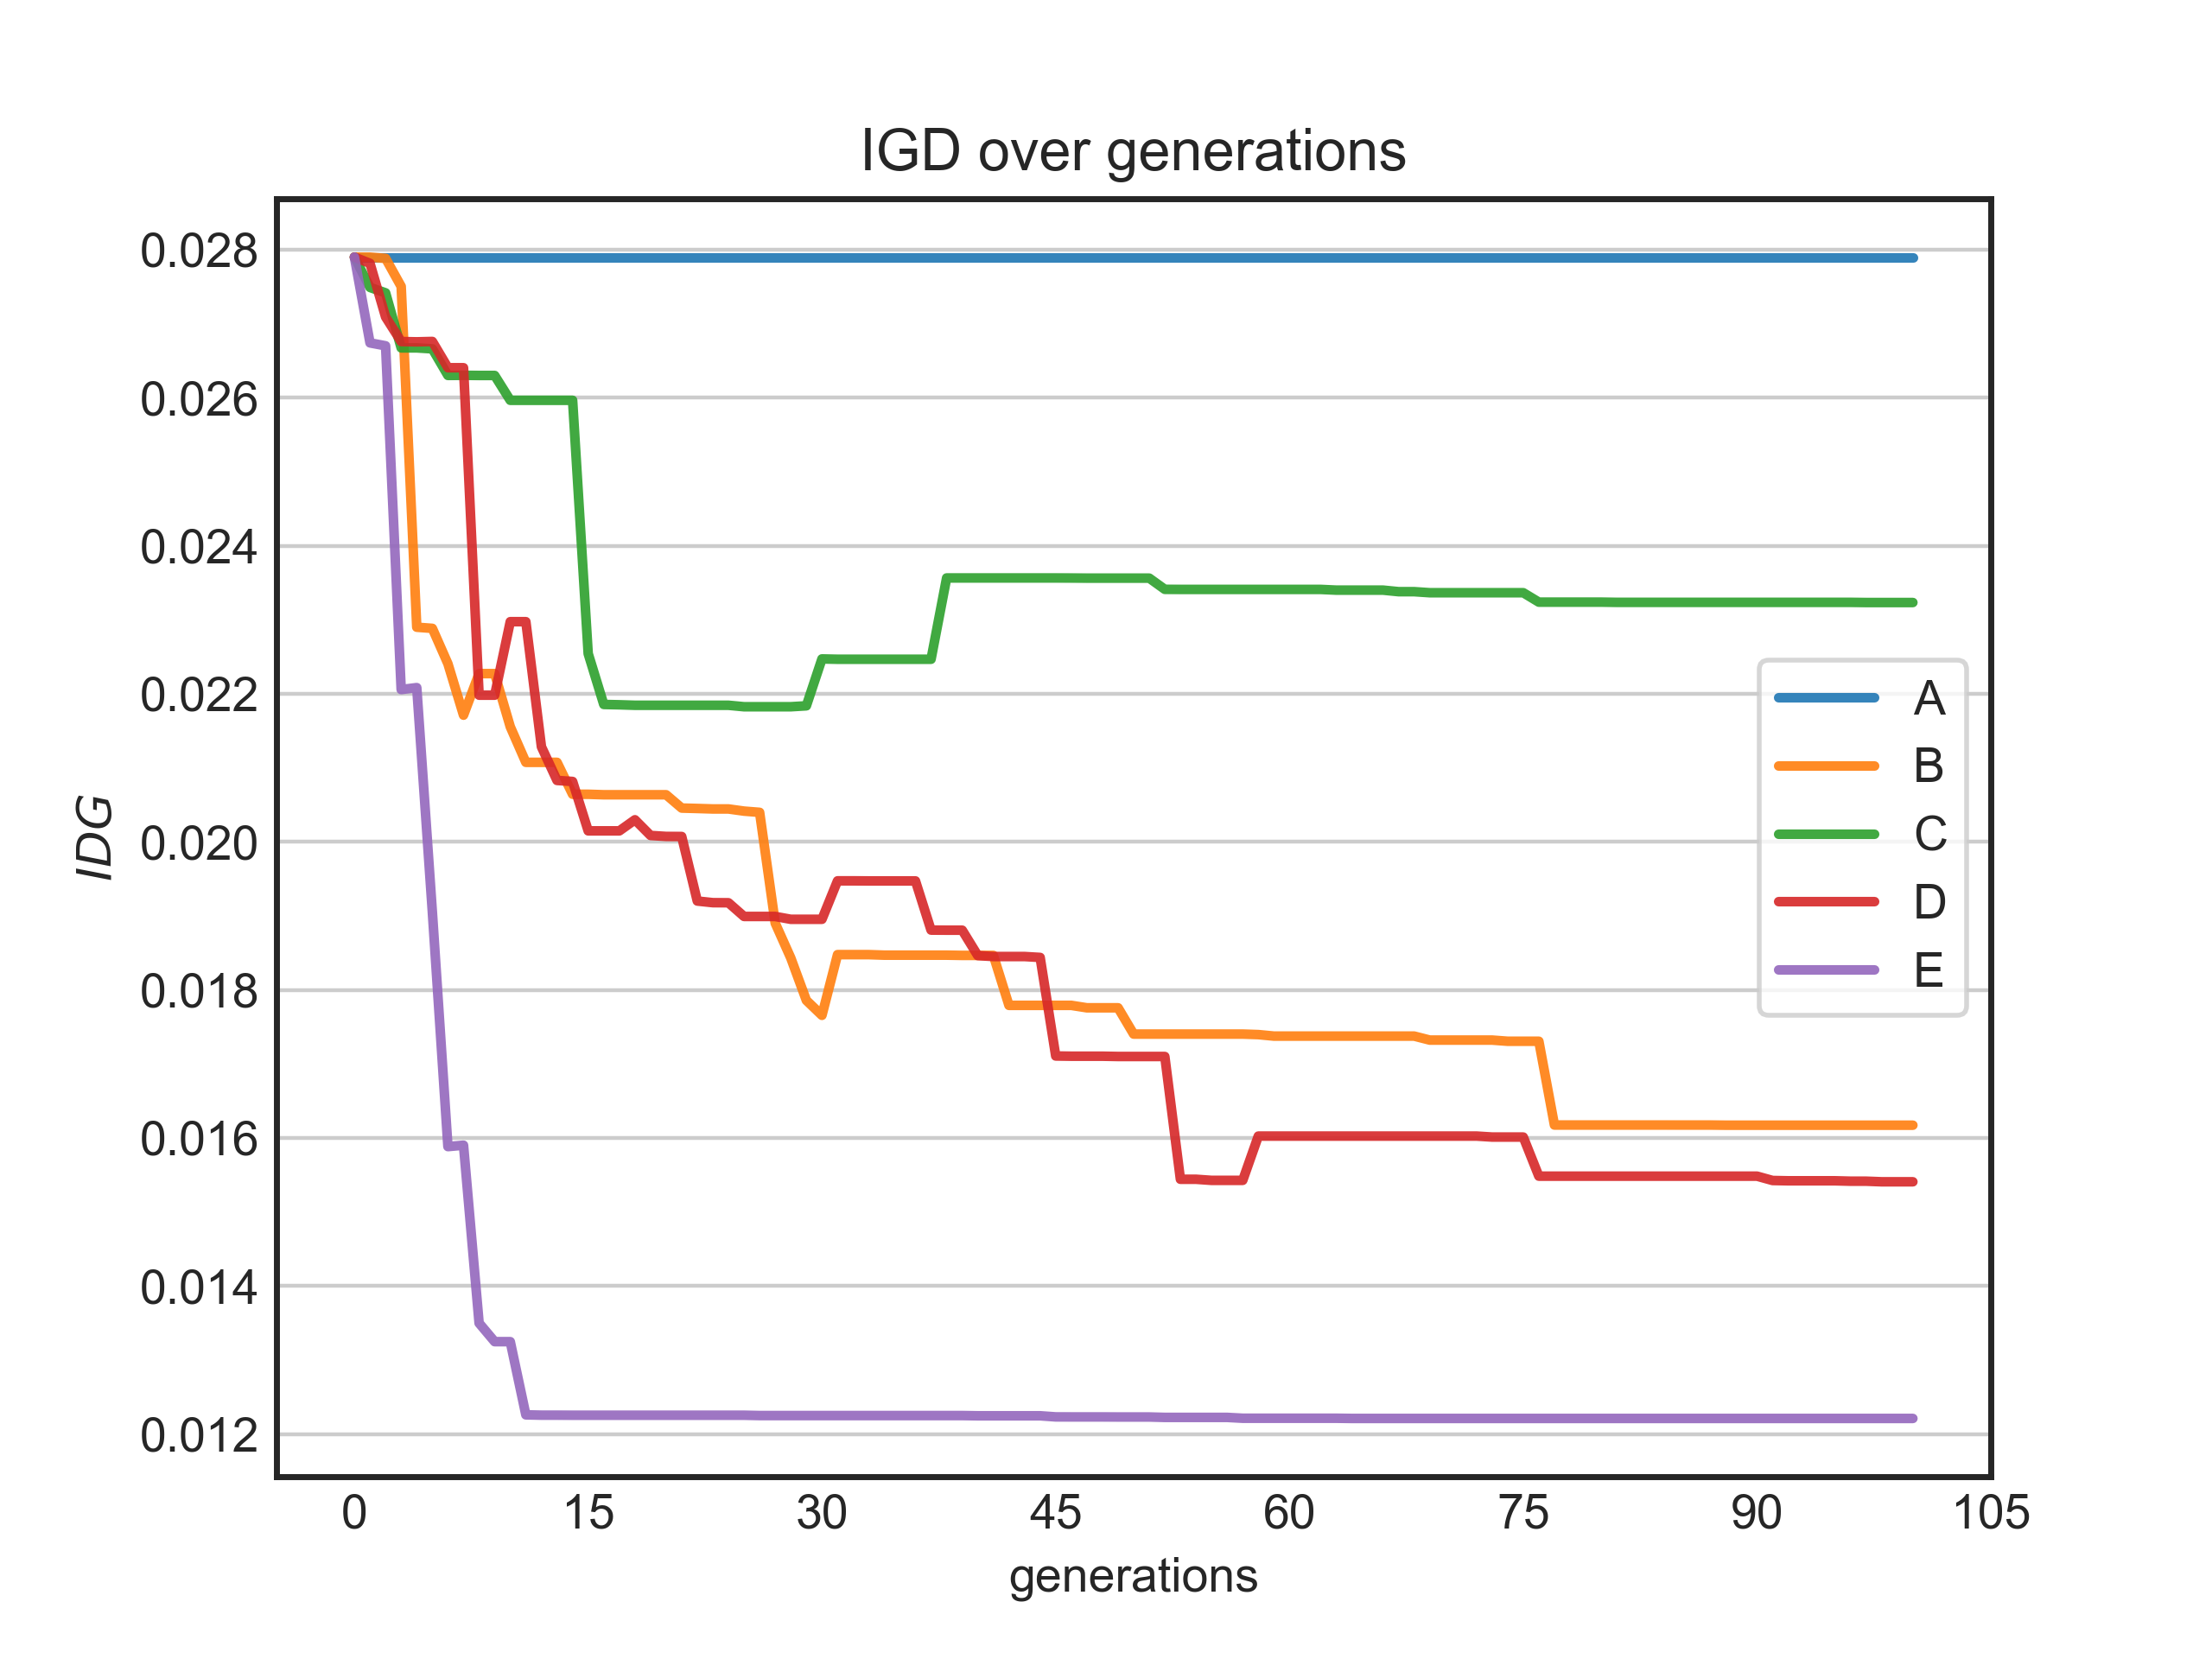 IGD over generations
0.028
0.026
0.024
0.022
0.020
0.018
0.016
0.014
0.012
IDG
A
B
C
D
E
0 15 30 45 60 75 90 105
generations